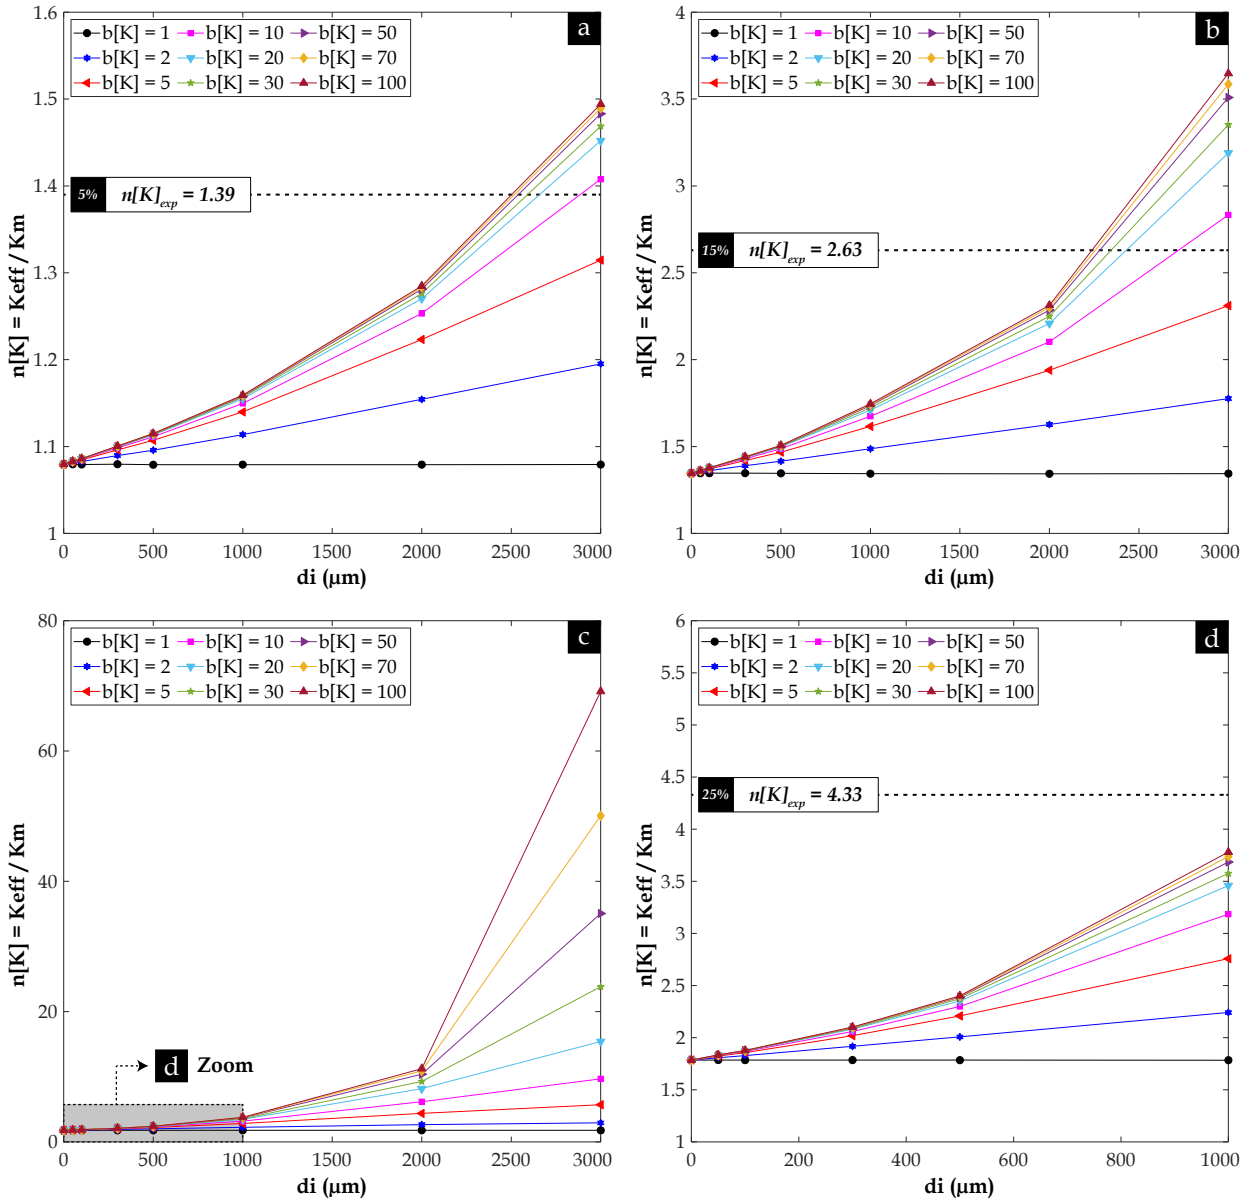 a
b[K] = 1 b[K] = 10 b[K] = 50
b[K] = 2 b[K] = 20 b[K] = 70
b[K] = 5 b[K] = 30 b[K] = 100
5% n[K]exp = 1.39
n[K] = Keff / Km
1.6
1.5
1.4
1.3
1.2
1.1
1
0 500 1000 1500 2000 2500 3000
di (μm)
b
b[K] = 1 b[K] = 10 b[K] = 50
b[K] = 2 b[K] = 20 b[K] = 70
b[K] = 5 b[K] = 30 b[K] = 100
15% n[K]exp = 2.63
n[K] = Keff / Km
4
3.5
3
2.5
2
1.5
1
0 500 1000 1500 2000 2500 3000
di (μm)
c
b[K] = 1 b[K] = 10 b[K] = 50
b[K] = 2 b[K] = 20 b[K] = 70
b[K] = 5 b[K] = 30 b[K] = 100
d Zoom
n[K] = Keff / Km
80
60
40
20
0
0 500 1000 1500 2000 2500 3000
di (μm)
d
b[K] = 1 b[K] = 10 b[K] = 50
b[K] = 2 b[K] = 20 b[K] = 70
b[K] = 5 b[K] = 30 b[K] = 100
25% n[K]exp = 4.33
n[K] = Keff / Km
6
5.5
5
4.5
4
3.5
3
2.5
2
1.5
1
0 200 400 600 800 1000
di (μm)